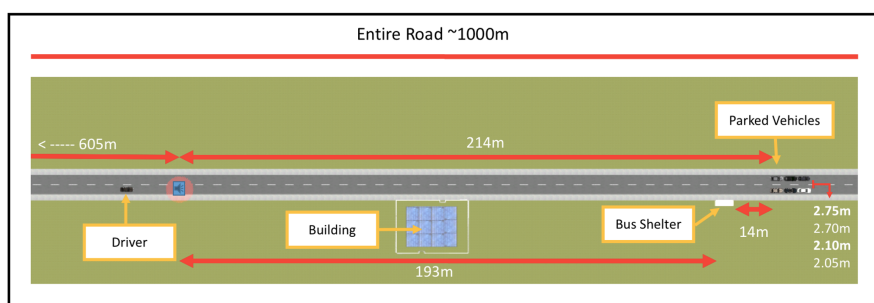 Entire Road ~1000m
Parked Vehicles
< ----- 605m
214m
Driver
Building
Bus Shelter
14m
2.75m
2.70m
2.10m
2.05m
193m